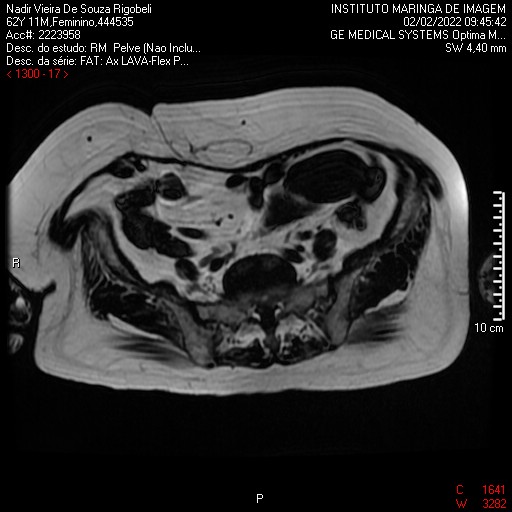 Nadir Vieira De Souza Rigobeli
62Y 11M,Feminino,444535
Acc#: 2223958
Desc. do estudo: RM Pelve (Nao Inclu...
Desc. da série: FAT: Ax LAVA-Flex P...
< 1300 - 17 >
INSTITUTO MARINGA DE IMAGEM
02/02/2022 09:45:42
GE MEDICAL SYSTEMS Optima M...
SW 4,40 mm
R
10 cm
P
C 1641
W 3282